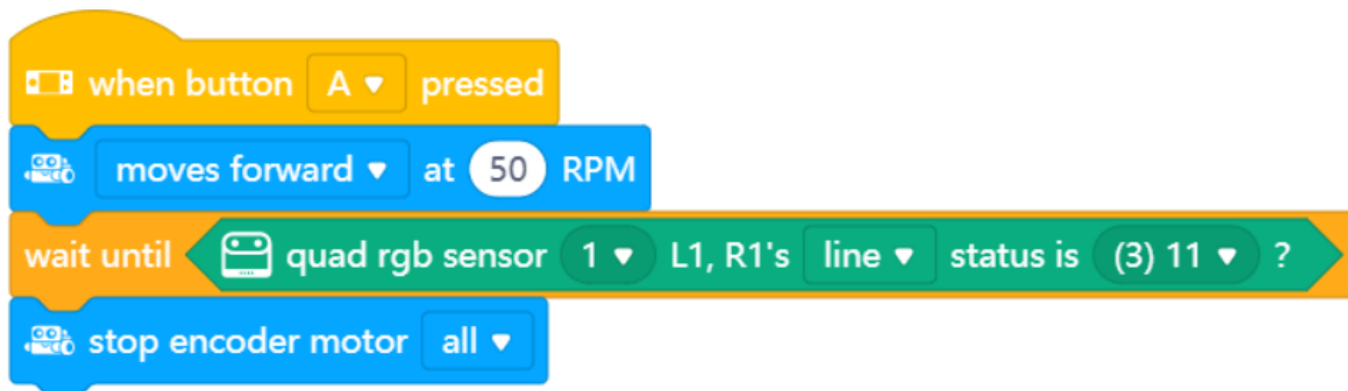 when button A pressed
moves forward at 50 RPM
wait until quad rgb sensor 1 L1, R1's line status is (3) 11 ?
stop encoder motor all